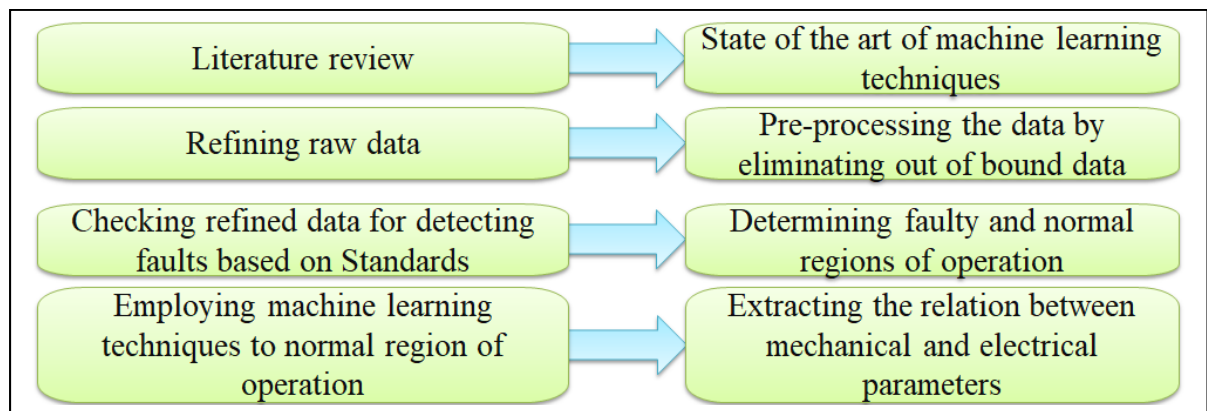 Literature review
State of the art of machine learning
techniques
Refining raw data
Pre-processing the data by
eliminating out of bound data
Checking refined data for detecting
faults based on Standards
Determining faulty and normal
regions of operation
Employing machine learning
techniques to normal region of
operation
Extracting the relation between
mechanical and electrical
parameters